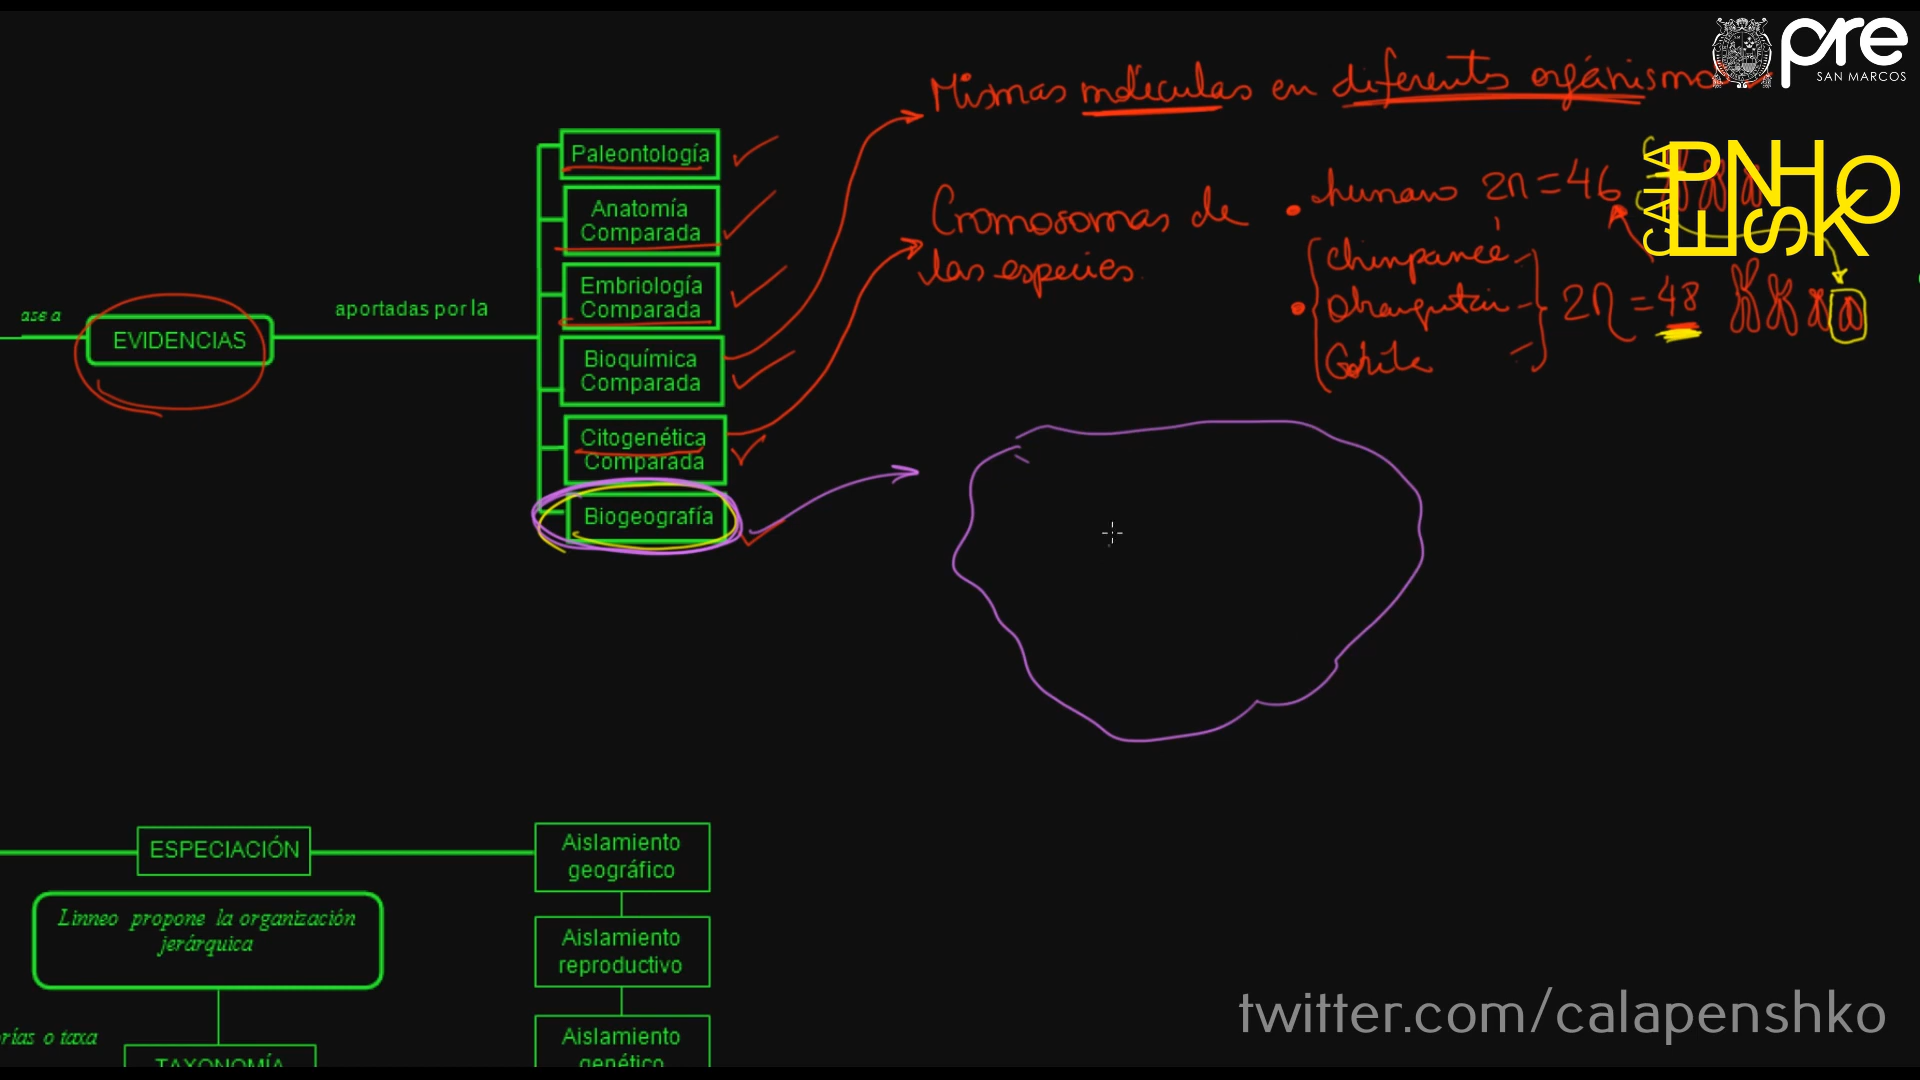 pre
SAN MARCOS
Mismas moléculas en diferentes orgánismos
CALA
PENSHKO
Paleontología
Anatomía
Comparada
Cromosomas de
las especies.
• humano 2n = 46
chimpancé
• Orangután
Gorila
2n = 48
Embriología
Comparada
ase a
EVIDENCIAS
aportadas por la
Bioquímica
Comparada
Citogenética
Comparada
Biogeografía
ESPECIACIÓN
Aislamiento
geográfico
Linneo propone la organización
jerárquica
Aislamiento
reproductivo
rías o taxa
TAXONOMÍA
Aislamiento
genético
twitter.com/calapenshko